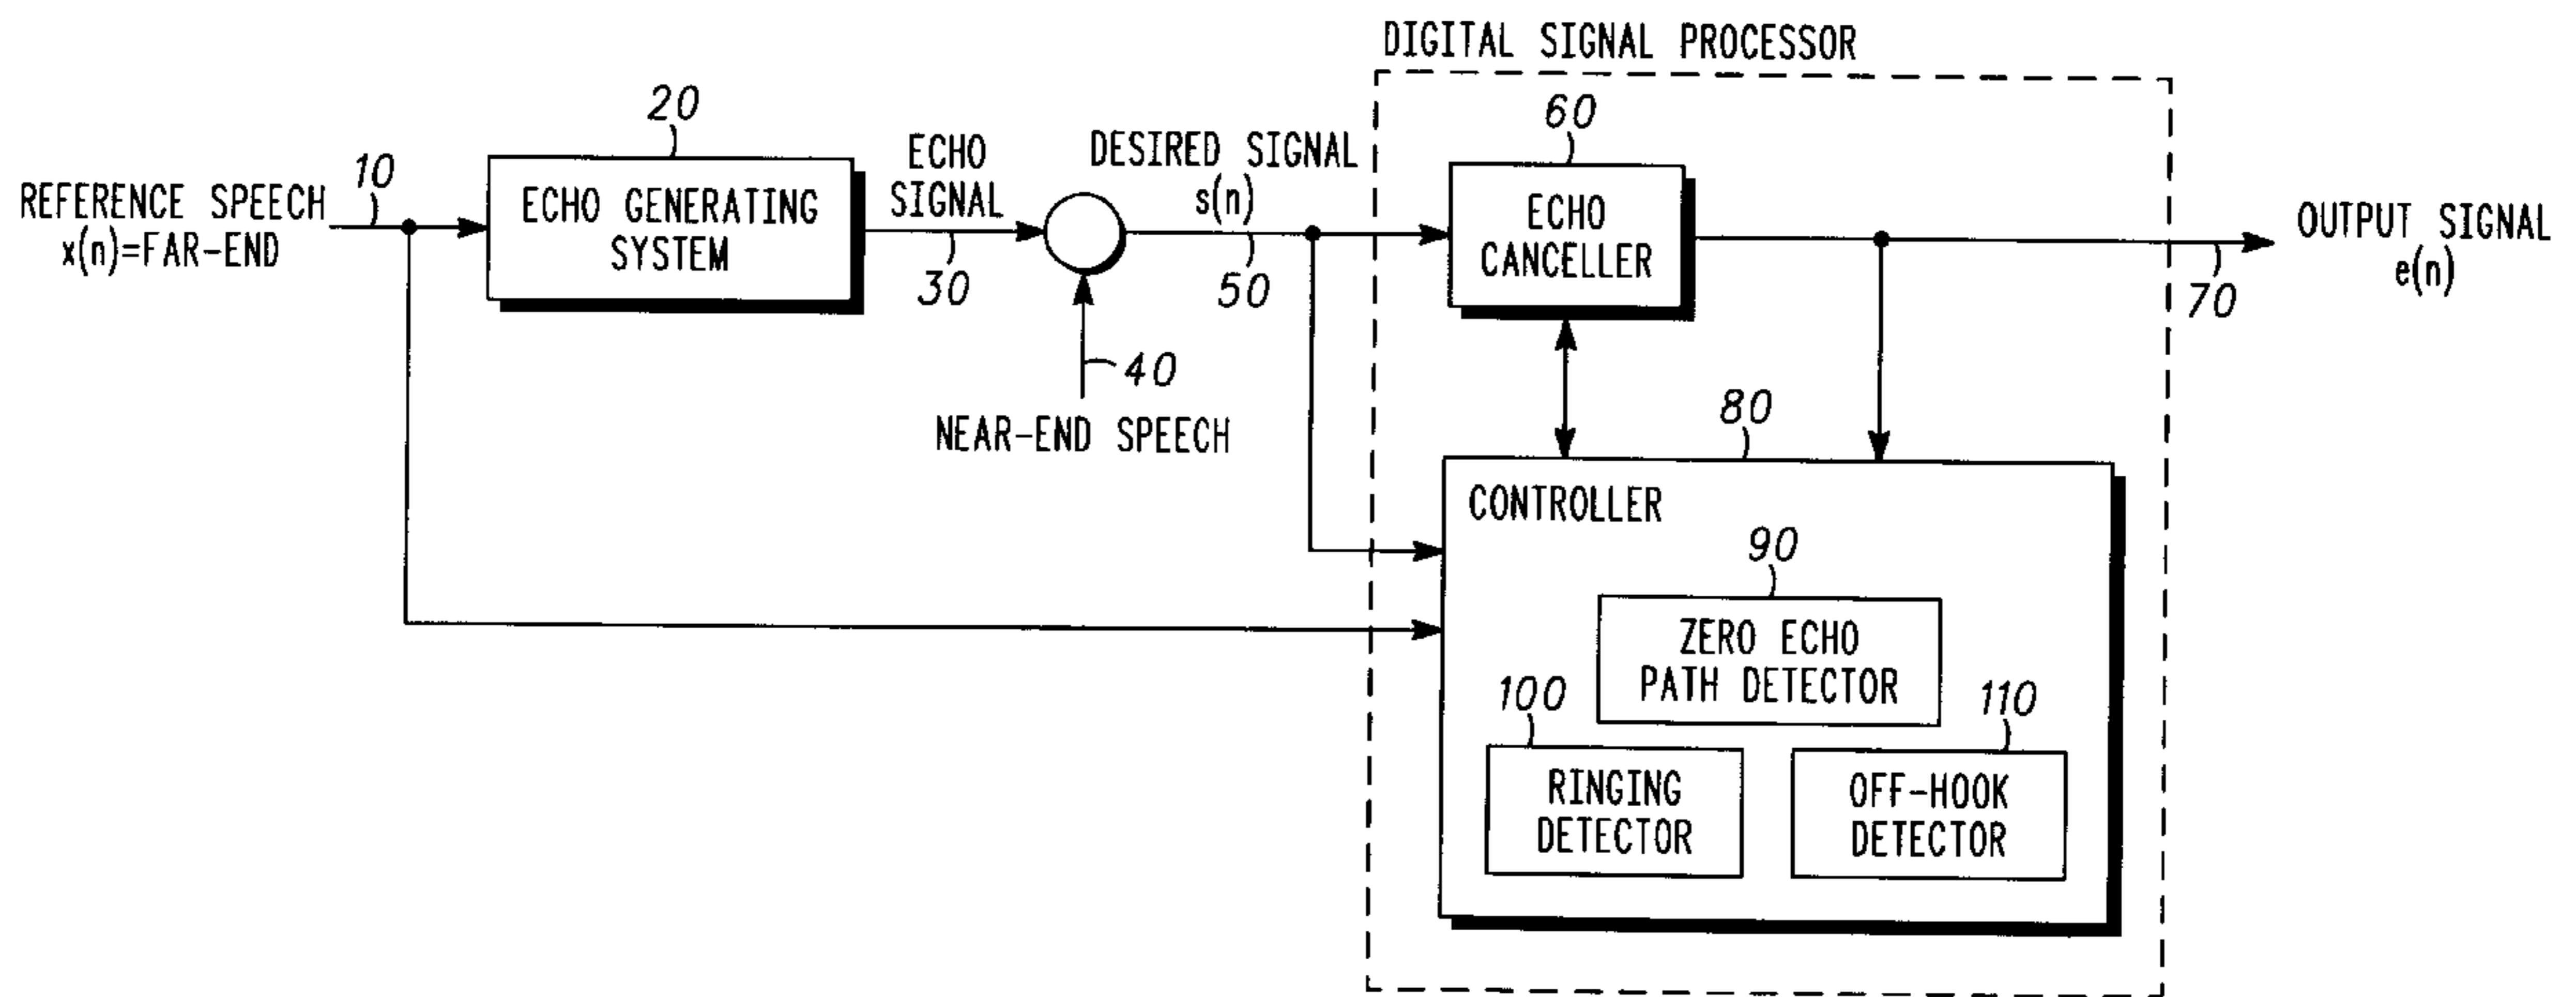 DIGITAL SIGNAL PROCESSOR
20
60
10
ECHO
SIGNAL
DESIRED SIGNAL
s(n)
REFERENCE SPEECH
x(n)=FAR-END
ECHO GENERATING
SYSTEM
ECHO
CANCELLER
OUTPUT SIGNAL
e(n)
30
50
70
40
NEAR-END SPEECH
80
CONTROLLER
90
ZERO ECHO
PATH DETECTOR
100
110
RINGING
DETECTOR
OFF-HOOK
DETECTOR